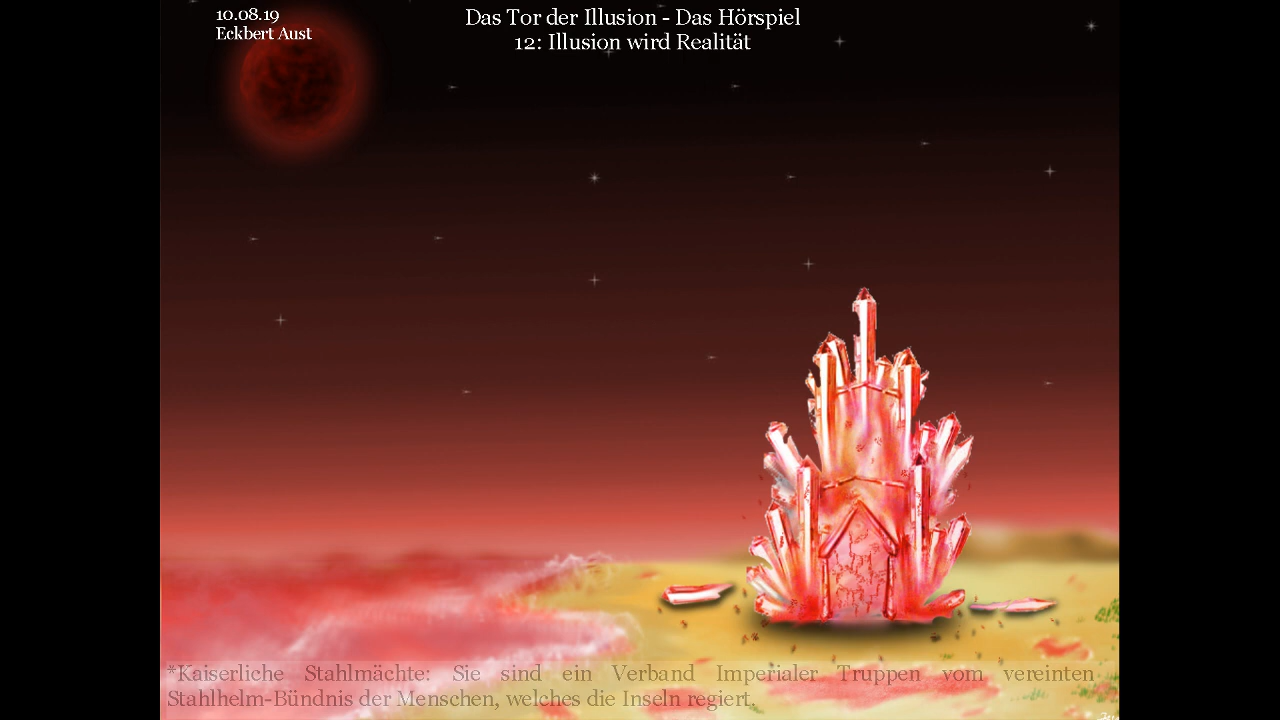 10.08.19
Eckbert Aust
Das Tor der Illusion - Das Hörspiel
12: Illusion wird Realität
*Kaiserliche Stahlmächte: Sie sind ein Verband Imperialer Truppen vom vereinten
Stahlhelm-Bündnis der Menschen, welches die Inseln regiert.